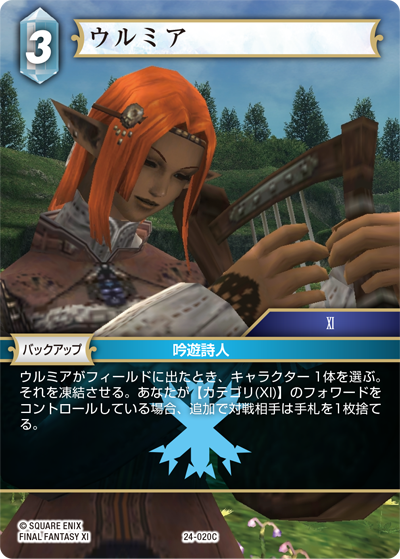 3
ウルミア
XI
バックアップ
吟遊詩人
ウルミアがフィールドに出たとき、キャラクター1体を選ぶ。
それを凍結させる。あなたが【カテゴリ(XI)】のフォワードを
コントロールしている場合、追加で対戦相手は手札を1枚捨て
る。
© SQUARE ENIX
FINAL FANTASY XI
24-020C